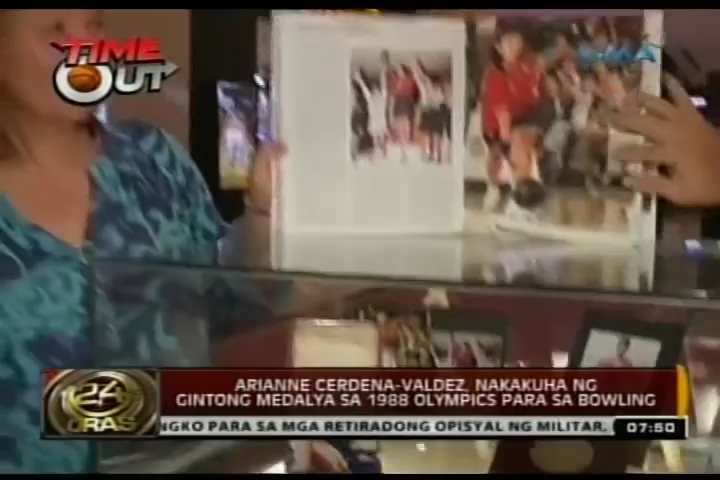 TIME
OUT
GMA
ARIANNE CERDENA-VALDEZ, NAKAKUHA NG
GINTONG MEDALYA SA 1988 OLYMPICS PARA SA BOWLING
24
ORAS
NGKO PARA SA MGA RETIRADONG OPISYAL NG MILITAR,
07:50